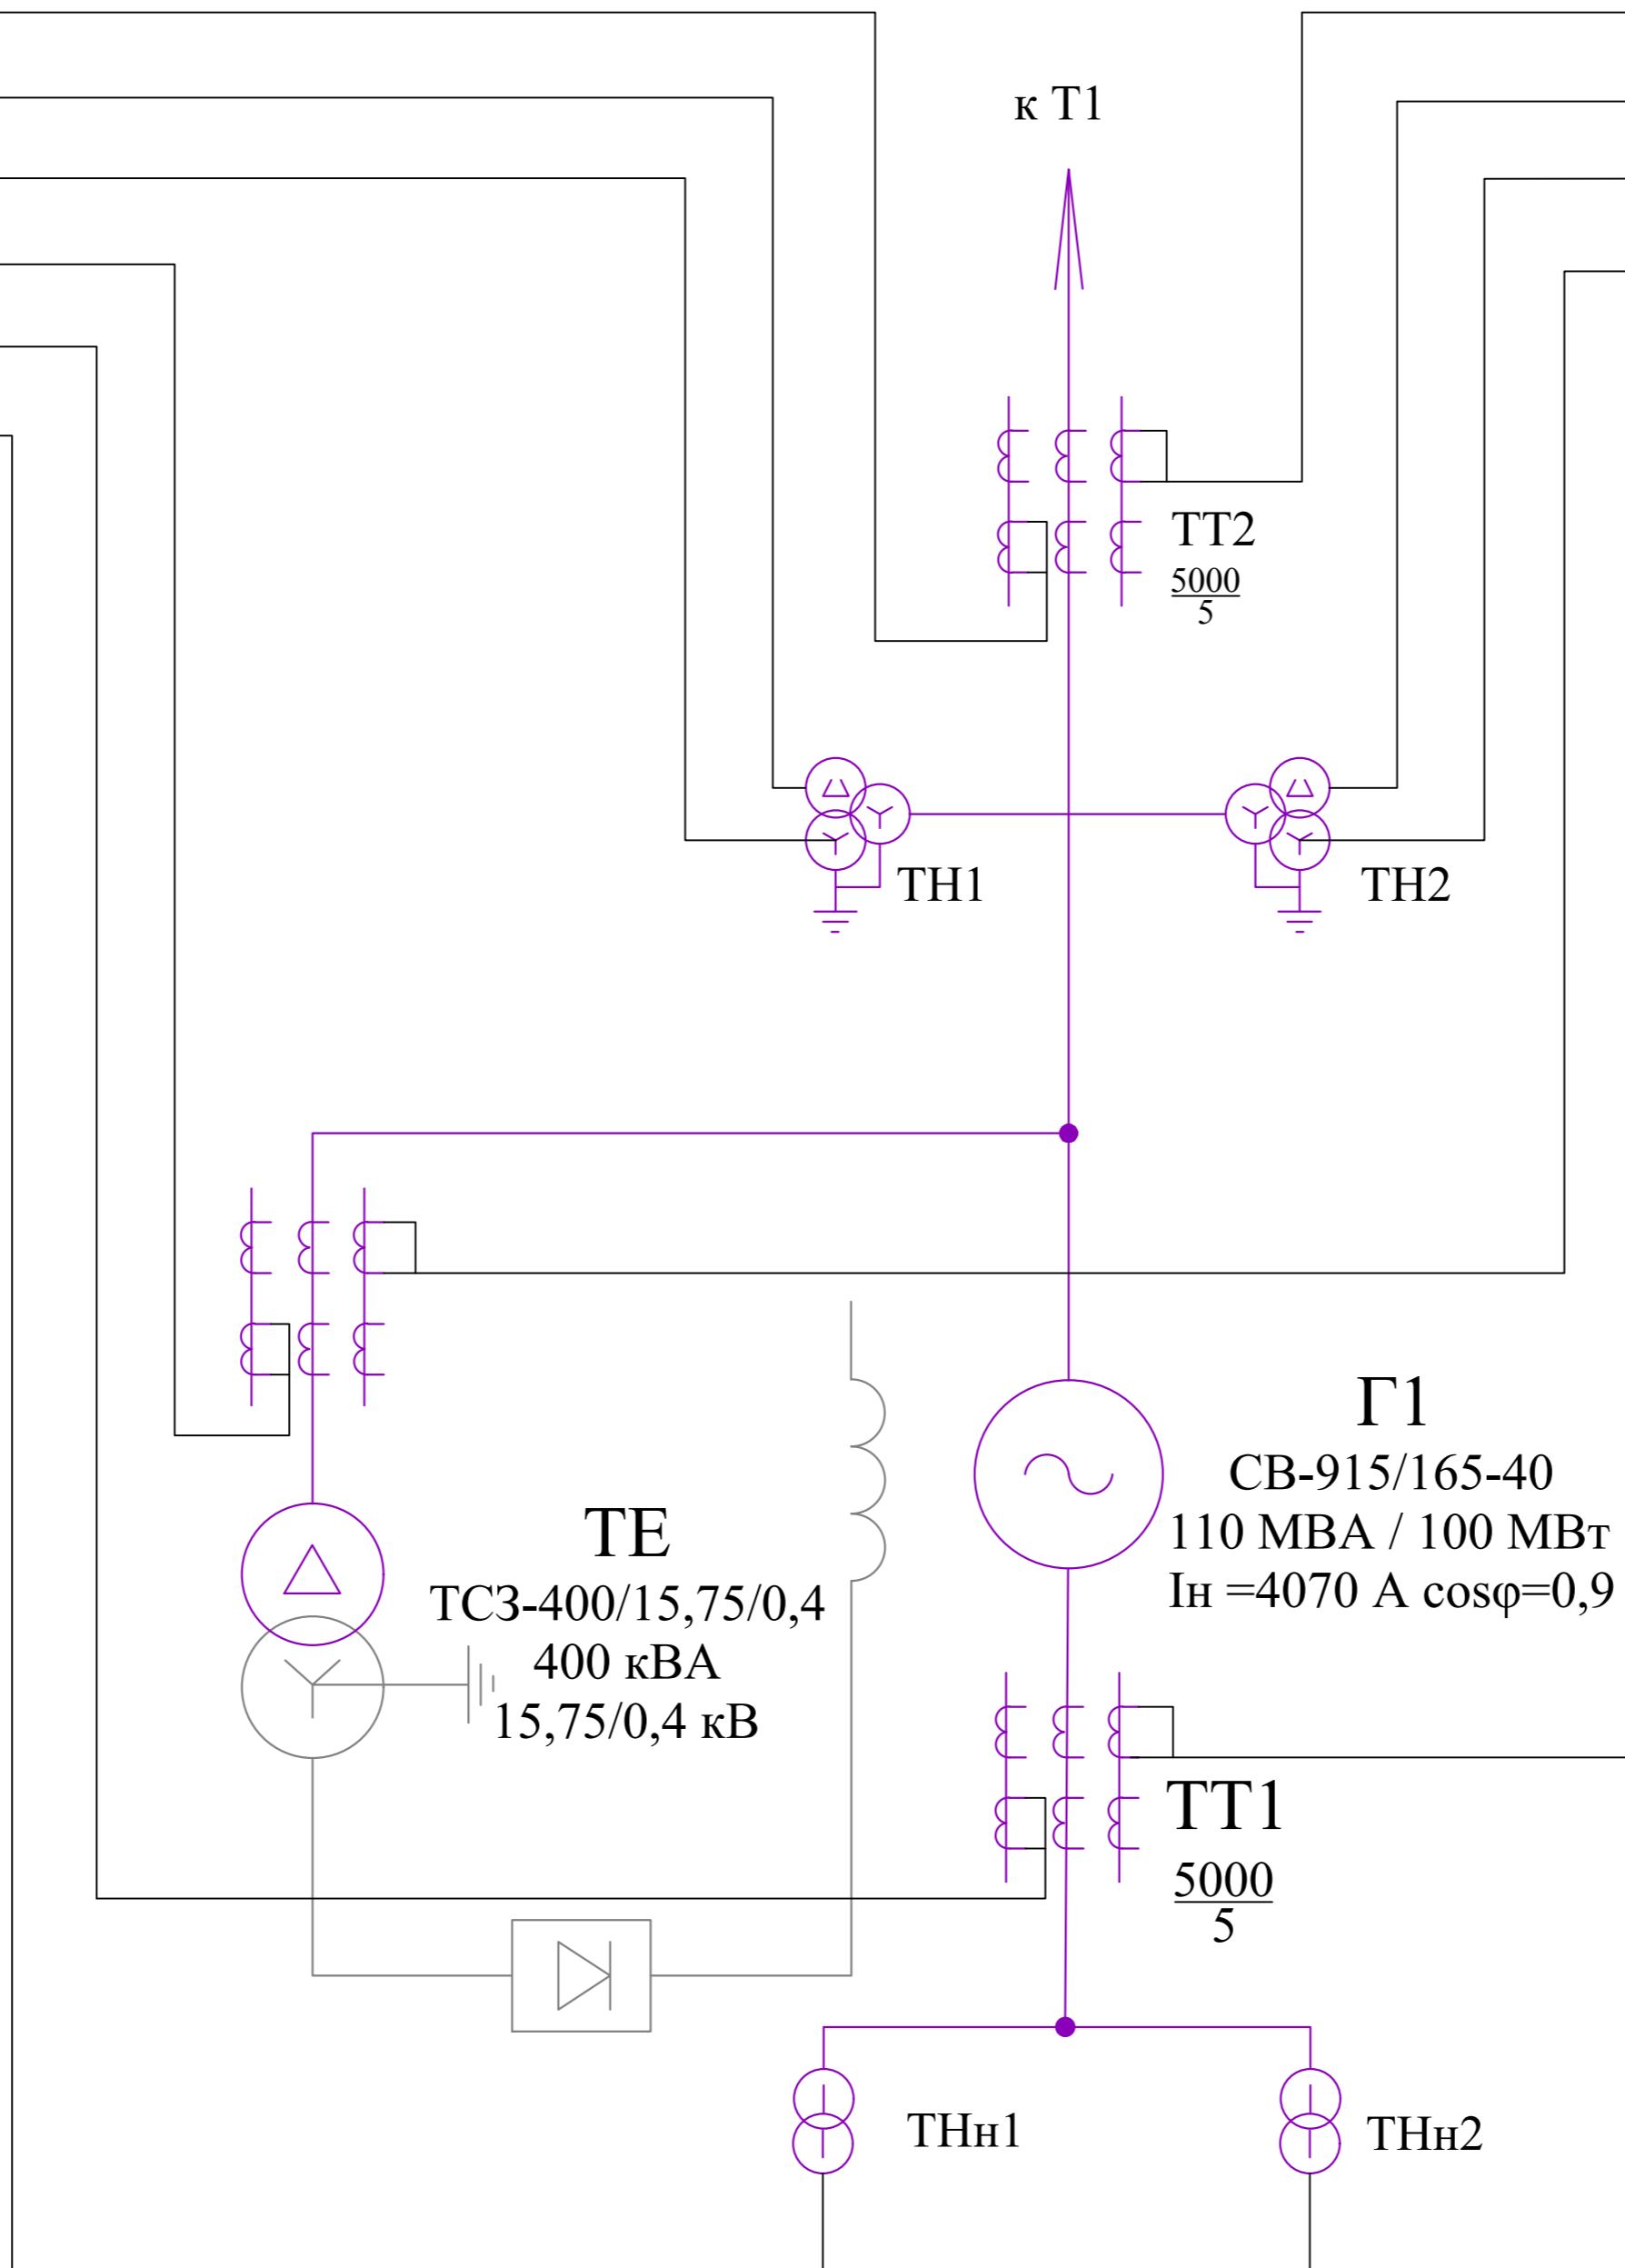 к Т1
ТТ2
5000
5
ТН1
ТН2
Г1
СВ-915/165-40
110 МВА / 100 МВт
Iн =4070 А cosφ=0,9
ТЕ
ТСЗ-400/15,75/0,4
400 кВА
15,75/0,4 кВ
ТТ1
5000
5
ТНн1
ТНн2